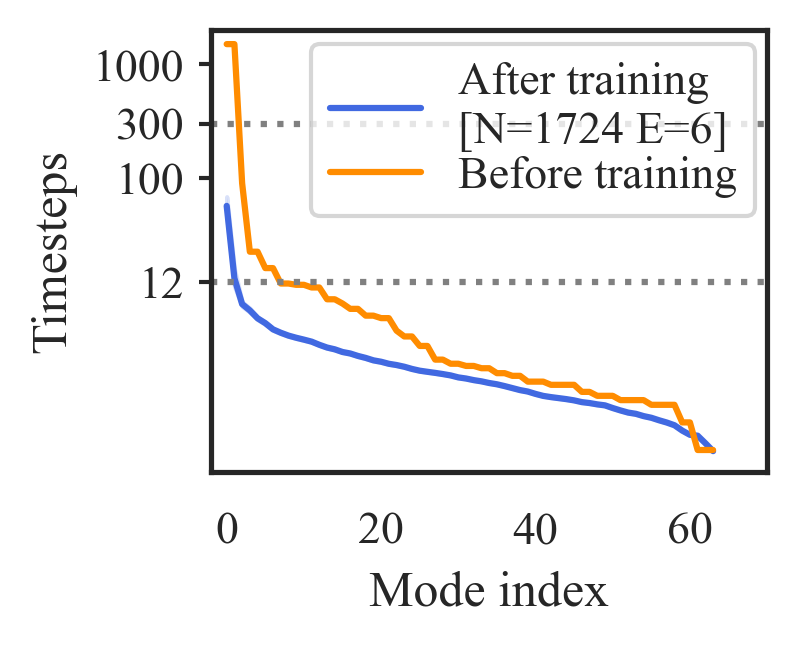 1000
300
100
12
Timesteps
After training
[N=1724 E=6]
Before training
0
20
40
60
Mode index